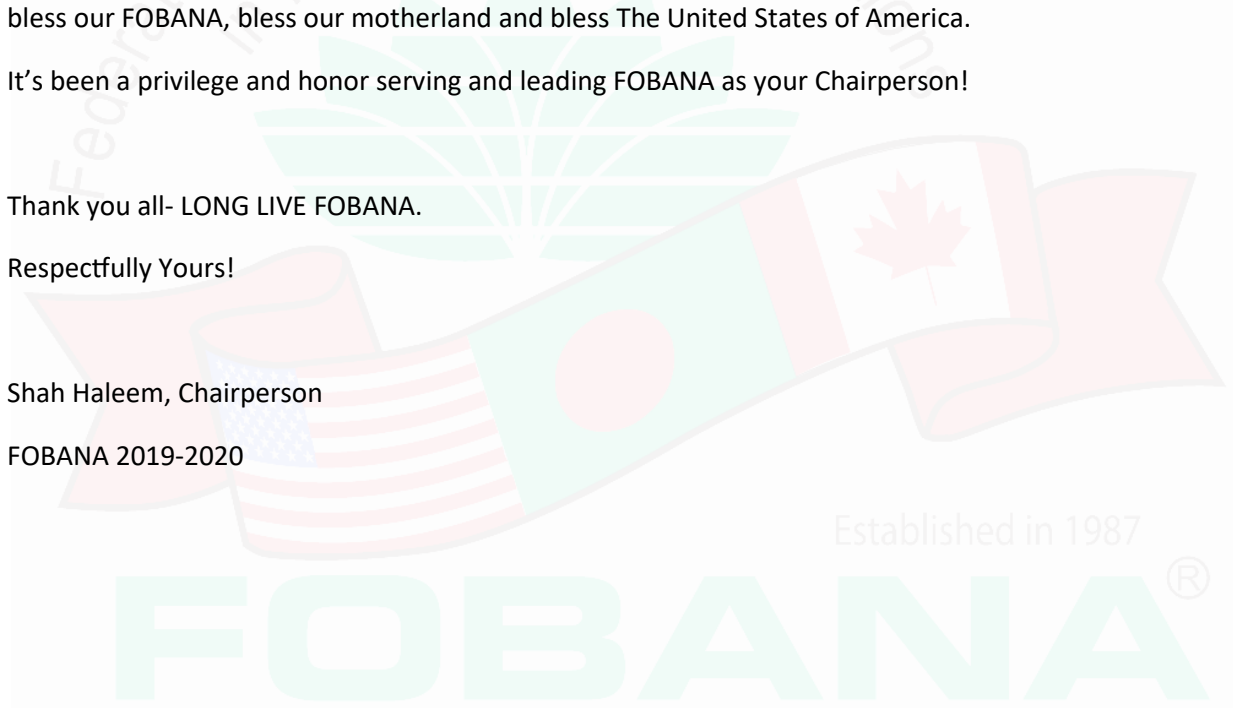 bless our FOBANA, bless our motherland and bless The United States of America.
It's been a privilege and honor serving and leading FOBANA as your Chairperson!
Thank you all- LONG LIVE FOBANA.
Respectfully Yours!
Shah Haleem, Chairperson
FOBANA 2019-2020
Established in 1987
FOBANA®